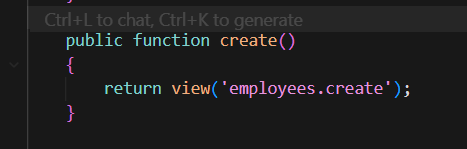 Ctrl+L to chat, Ctrl+K to generate
public function create()
{
return view('employees.create');
}